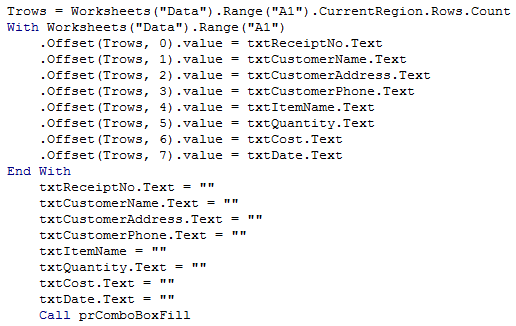 Trows = Worksheets("Data").Range("A1").CurrentRegion.Rows.Count
With Worksheets("Data").Range("A1")
.Offset(Trows, 0).value = txtReceiptNo.Text
.Offset(Trows, 1).value = txtCustomerName.Text
.Offset(Trows, 2).value = txtCustomerAddress.Text
.Offset(Trows, 3).value = txtCustomerPhone.Text
.Offset(Trows, 4).value = txtItemName.Text
.Offset(Trows, 5).value = txtQuantity.Text
.Offset(Trows, 6).value = txtCost.Text
.Offset(Trows, 7).value = txtDate.Text
End With
txtReceiptNo.Text = ""
txtCustomerName.Text = ""
txtCustomerAddress.Text = ""
txtCustomerPhone.Text = ""
txtItemName = ""
txtQuantity.Text = ""
txtCost.Text = ""
txtDate.Text = ""
Call prComboBoxFill